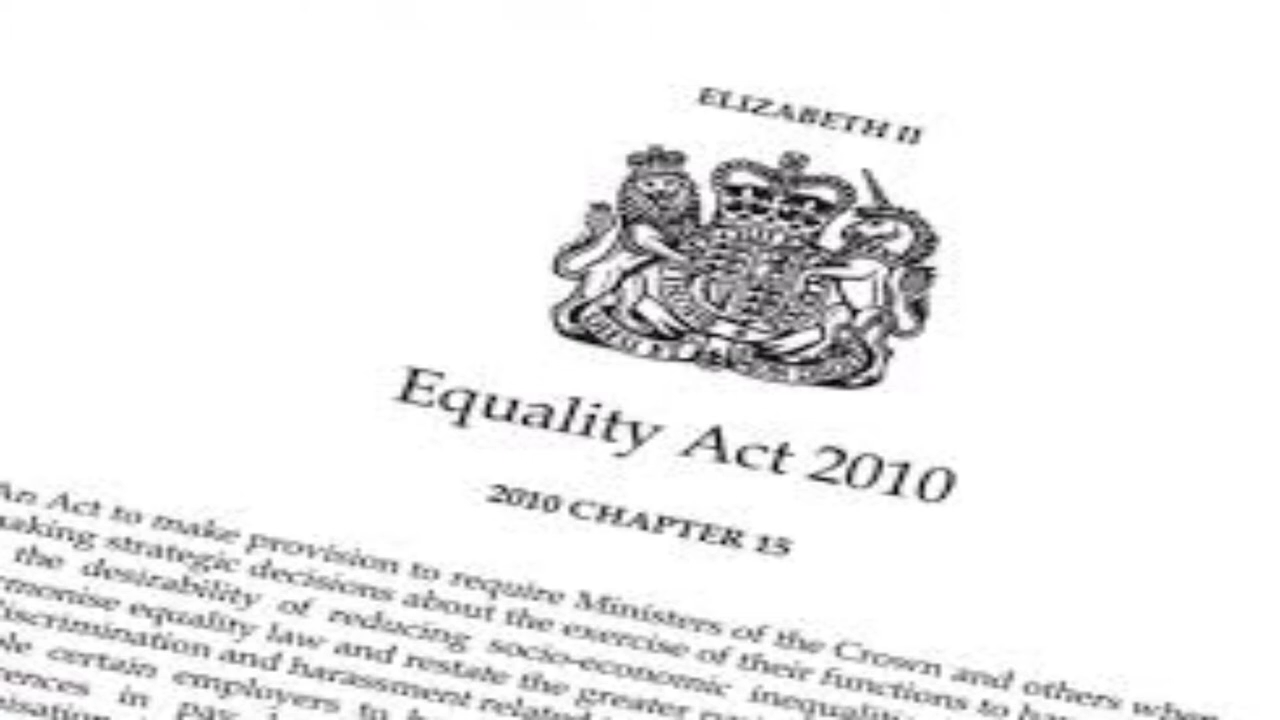 ELIZABETH II
Equality Act 2010
2010 CHAPTER 15
An Act to make provision to require Ministers of the Crown and others when
making strategic decisions about the exercise of their functions to
the desirability of reducing socio-economic
equality law and restate the greater
discrimination and harassment related
certain employers to
in pay